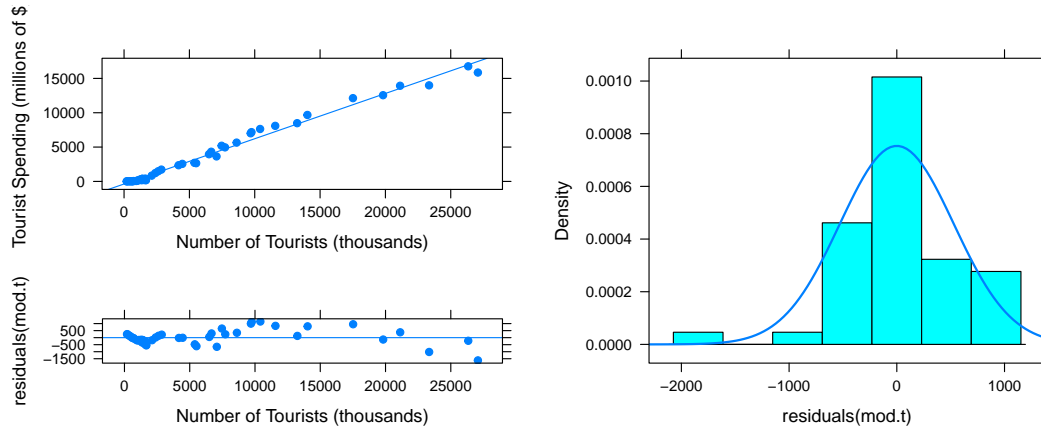 Tourist Spending (millions of $
15000
10000
5000
0
0 5000 10000 15000 20000 25000
Number of Tourists (thousands)
residuals(mod.t)
500
−500
−1500
0 5000 10000 15000 20000 25000
Number of Tourists (thousands)
Density
0.0010
0.0008
0.0006
0.0004
0.0002
0.0000
−2000 −1000 0 1000
residuals(mod.t)